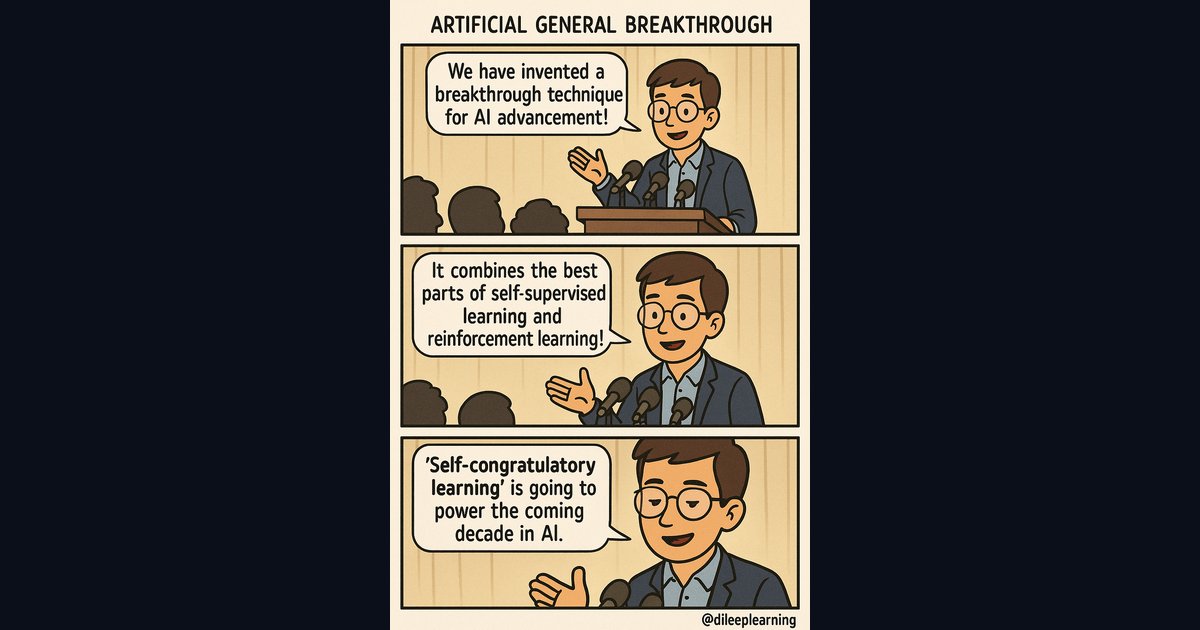 ARTIFICIAL GENERAL BREAKTHROUGH
We have invented a
breakthrough technique
for AI advancement!
It combines the best
parts of self-supervised
learning and
reinforcement learning!
'Self-congratulatory
learning' is going to
power the coming
decade in AI.
@dileeplearning